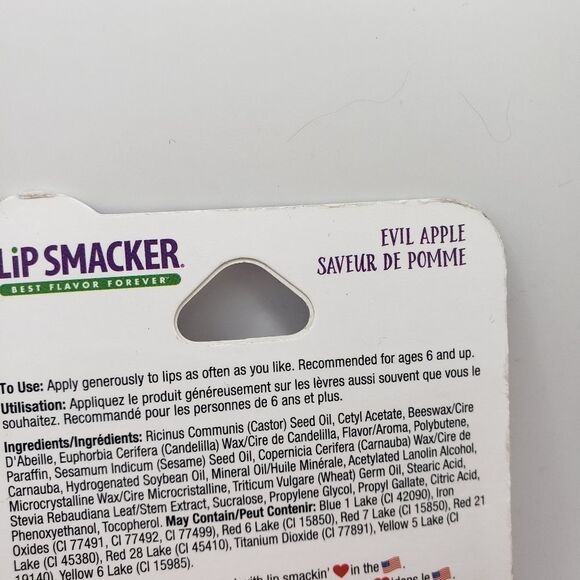 LiP SMACKER®
BEST FLAVOR FOREVER™
EVIL APPLE
SAVEUR DE POMME
To Use: Apply generously to lips as often as you like. Recommended for ages 6 and up.
Utilisation: Appliquez le produit généreusement sur les lèvres aussi souvent que vous le
souhaitez. Recommandé pour les personnes de 6 ans et plus.
Ingredients/Ingrédients: Ricinus Communis (Castor) Seed Oil, Cetyl Acetate, Beeswax/Cire
D'Abeille, Euphorbia Cerifera (Candelilla) Wax/Cire de Candelilla, Flavor/Aroma, Polybutene,
Paraffin, Sesamum Indicum (Sesame) Seed Oil, Copernicia Cerifera (Carnauba) Wax/Cire
Carnauba, Hydrogenated Soybean Oil, Mineral Oil/Huile Minérale, Acetylated Lanolin Alcohol,
Microcrystalline Wax/Cire Microcristalline, Triticum Vulgare (Wheat) Germ Oil, Stearic Acid,
Stevia Rebaudiana Leaf/Stem Extract, Sucralose, Propylene Glycol, Propyl Gallate, Citric Acid,
Phenoxyethanol, Tocopherol. May Contain/Peut Contenir: Blue 1 Lake (CI 42090), Iron
Oxides (CI 77491, CI 77492, CI 77499), Red 6 Lake (CI 15850), Red 7 Lake (CI 15850), Red 21
Lake (CI 45380), Red 28 Lake (CI 45410), Titanium Dioxide (CI 77891), Yellow 5 Lake (CI
19140), Yellow 6 Lake (CI 15985).
with lip smackin' ❤ in the 🇺🇸